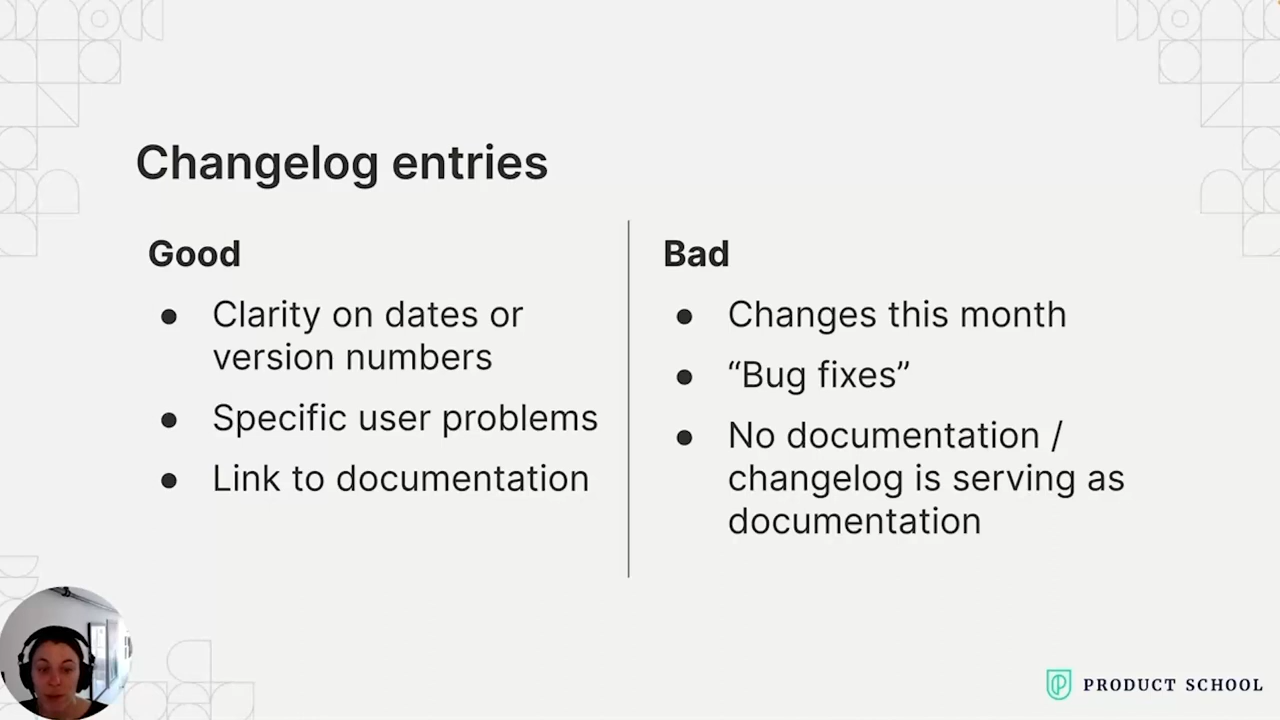 Changelog entries
Good
● Clarity on dates or
version numbers
● Specific user problems
● Link to documentation
Bad
● Changes this month
● “Bug fixes”
● No documentation /
changelog is serving as
documentation
PRODUCT SCHOOL